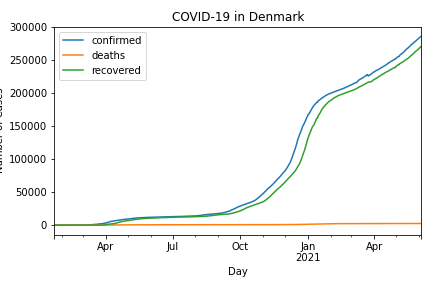 COVID-19 in Denmark
300000
250000
200000
150000
100000
50000
0
confirmed
deaths
recovered
Apr
Jul
Oct
Jan
2021
Apr
Day